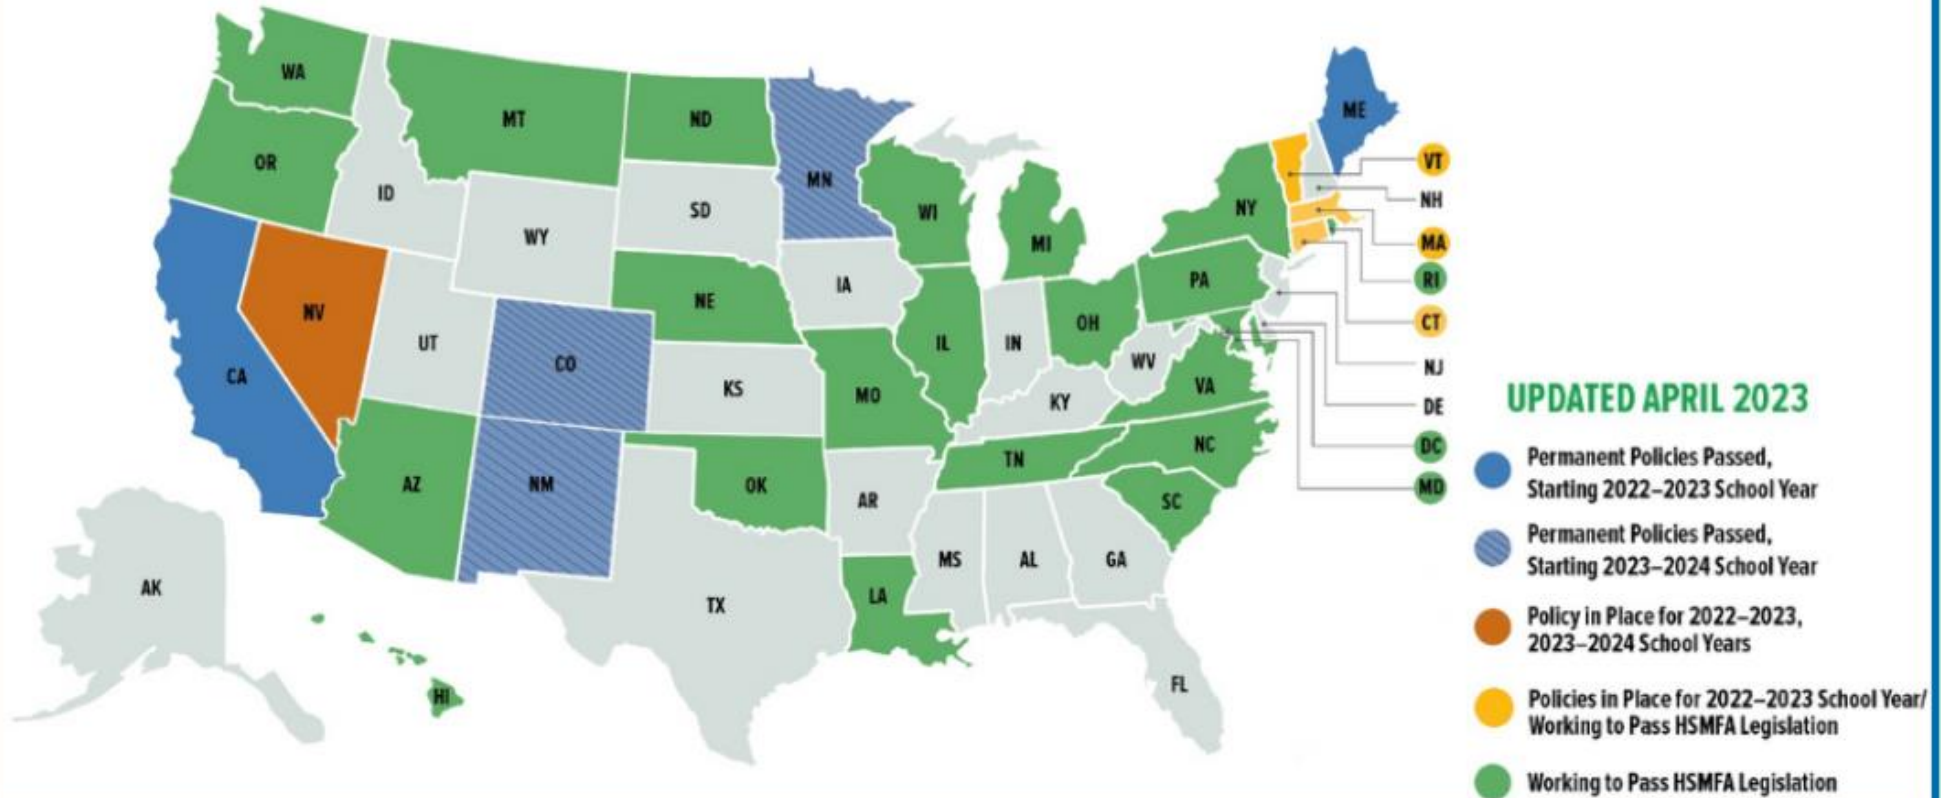 WA
MT
ND
ME
OR
MN
VT
ID
NH
SD
WI
NY
WY
MI
MA
PA
RI
IA
NE
NV
OH
CT
UT
IL
IN
CO
WV
NJ
CA
KS
VA
MO
KY
DE
NC
DC
TN
AZ
NM
OK
MD
AR
SC
MS
AL
GA
AK
LA
TX
HI
FL
UPDATED APRIL 2023
Permanent Policies Passed,
Starting 2022–2023 School Year
Permanent Policies Passed,
Starting 2023–2024 School Year
Policy in Place for 2022–2023,
2023–2024 School Years
Policies in Place for 2022–2023 School Year/
Working to Pass HSMFA Legislation
Working to Pass HSMFA Legislation